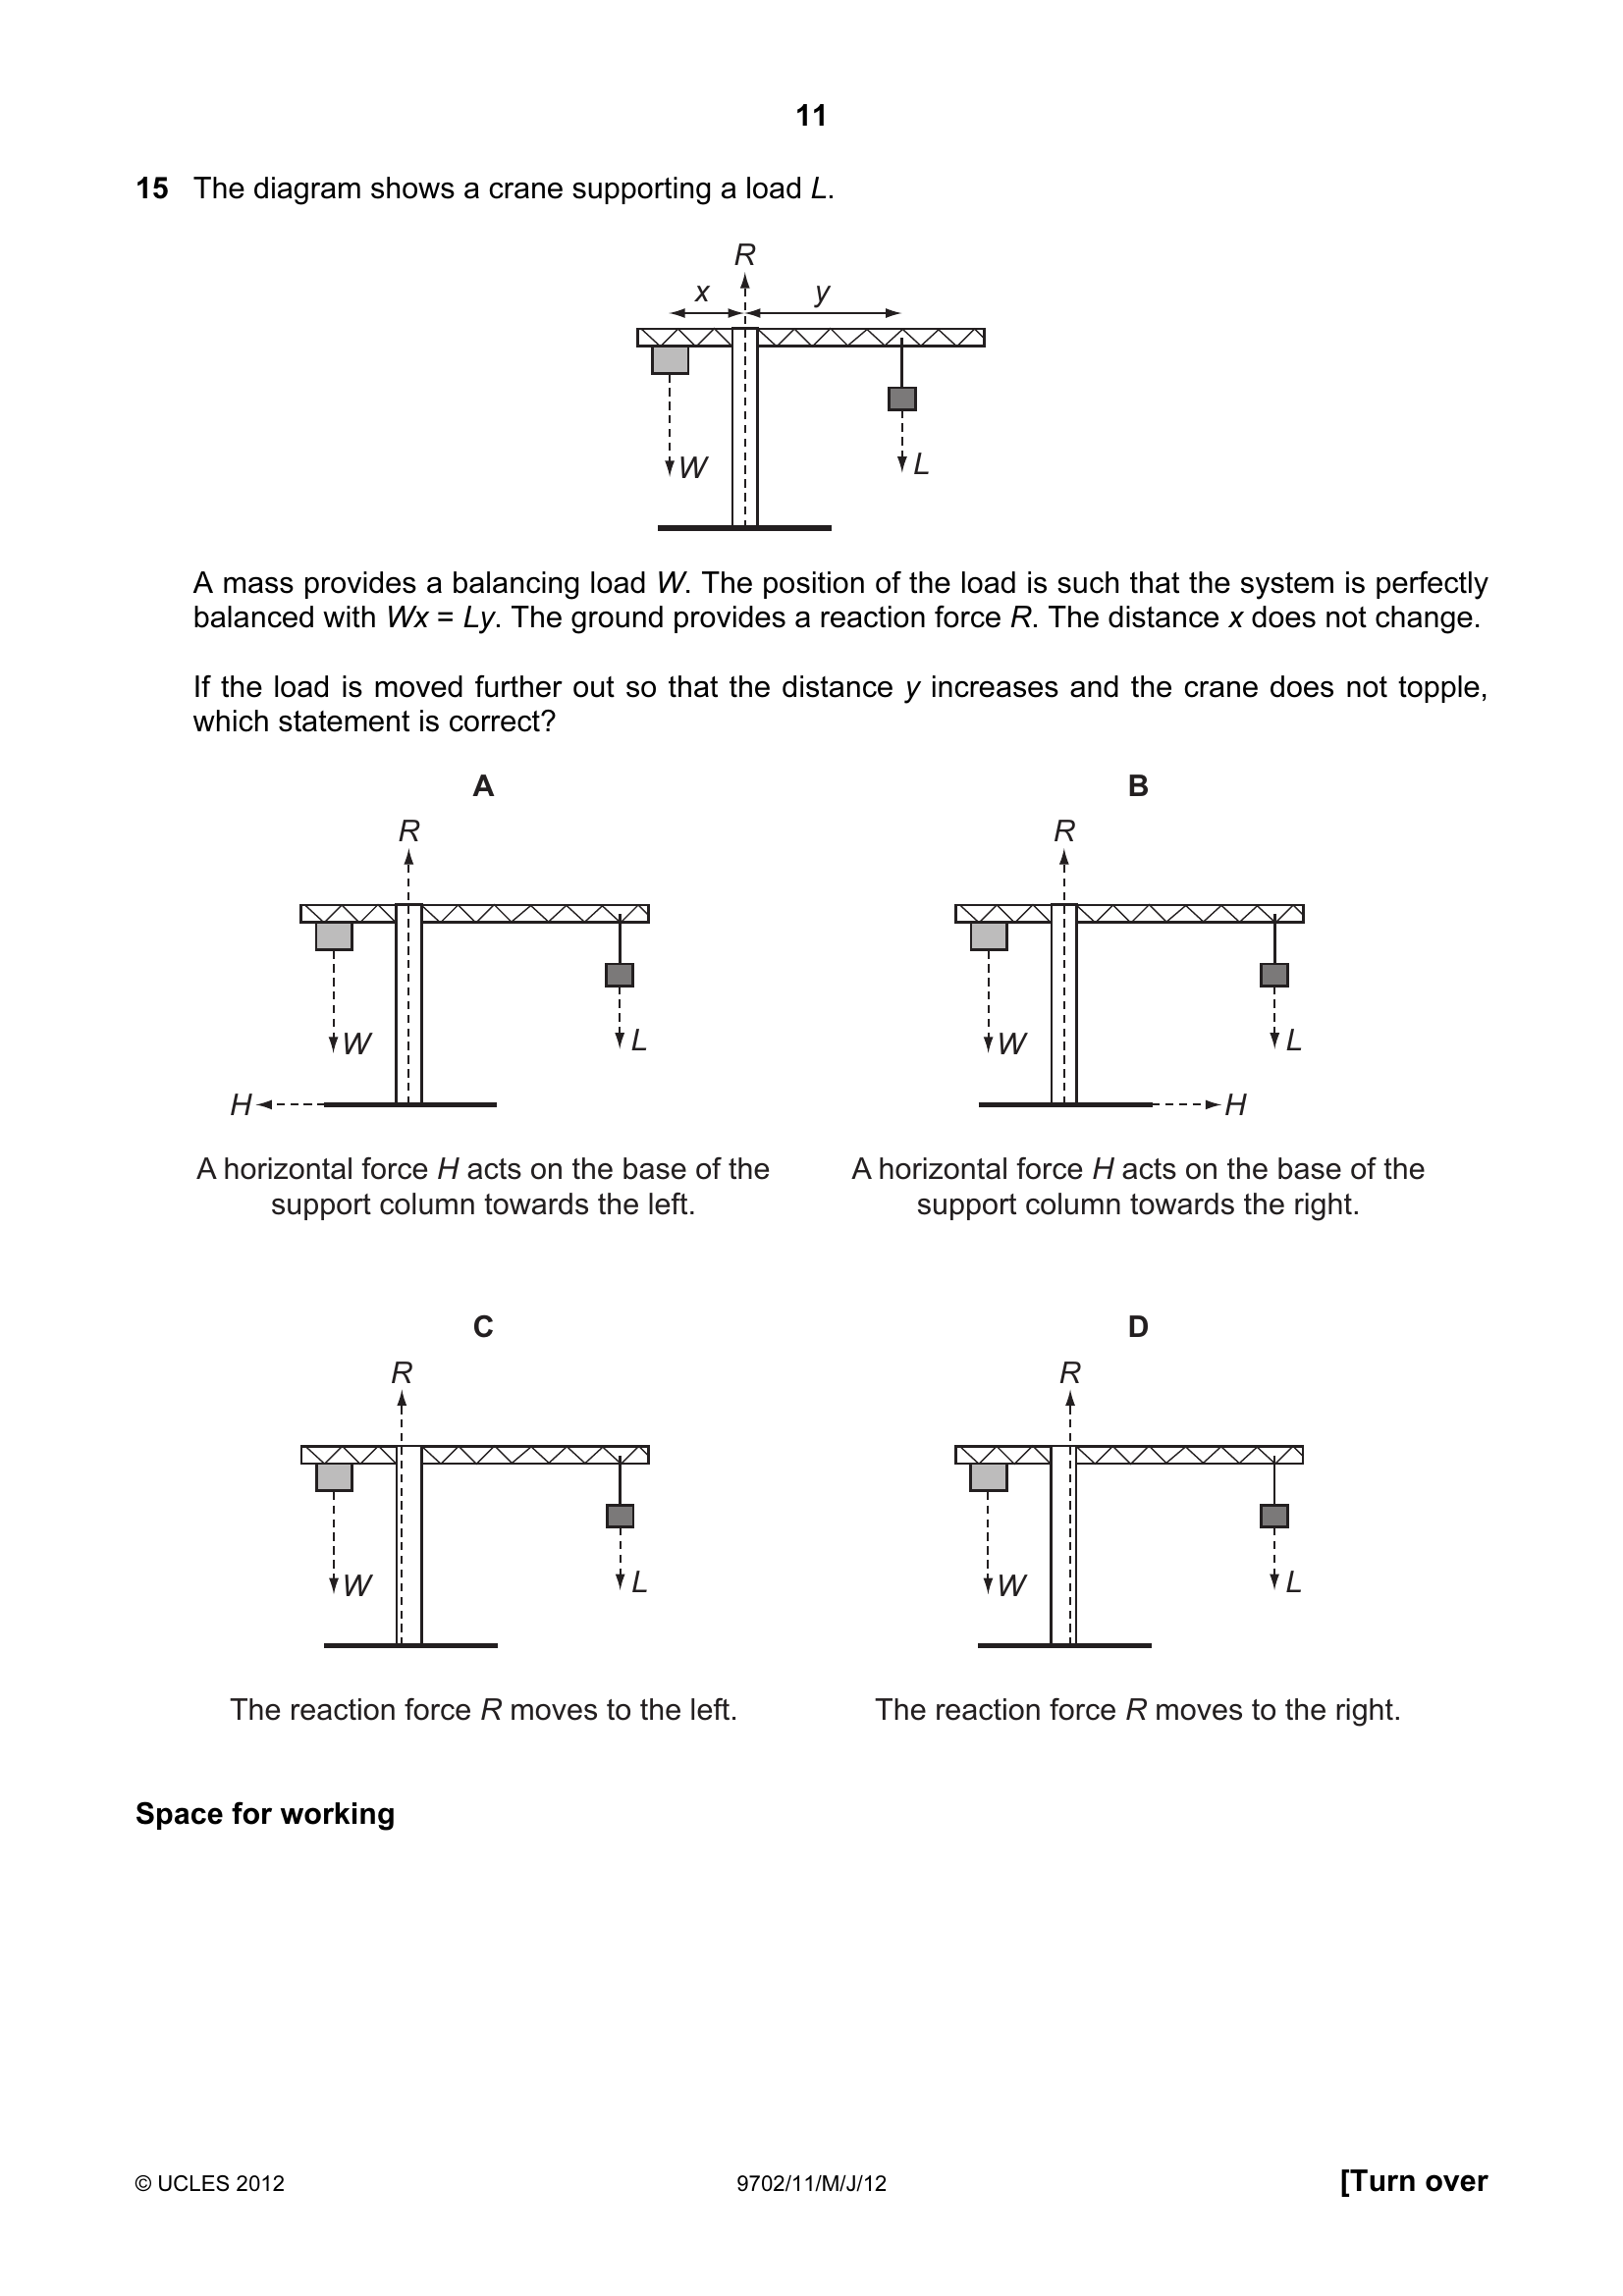 11
15 The diagram shows a crane supporting a load L.
R
x y
W L
A mass provides a balancing load W. The position of the load is such that the system is perfectly
balanced with Wx = Ly. The ground provides a reaction force R. The distance x does not change.
If the load is moved further out so that the distance y increases and the crane does not topple,
which statement is correct?
A B
R R
W L W L
H H
A horizontal force H acts on the base of the
support column towards the left.
A horizontal force H acts on the base of the
support column towards the right.
C D
R R
W L W L
The reaction force R moves to the left.
The reaction force R moves to the right.
Space for working
© UCLES 2012 9702/11/M/J/12 [Turn over